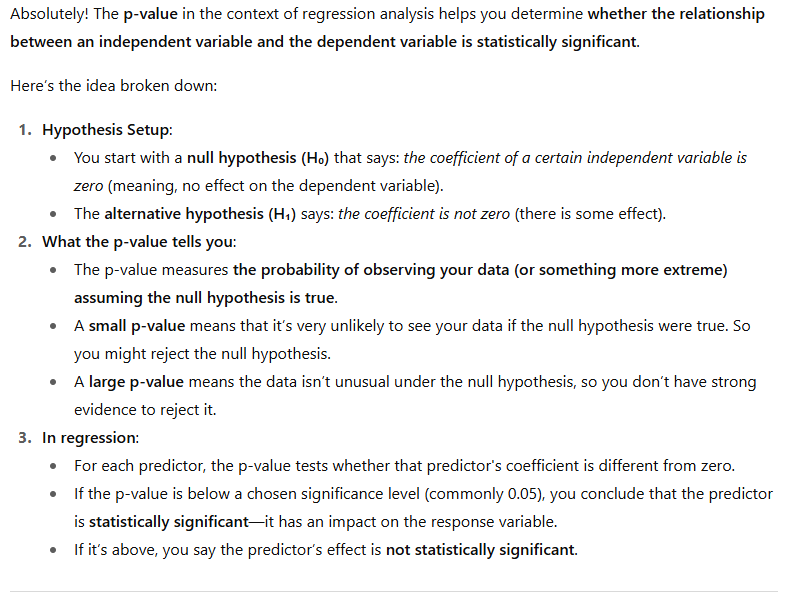 Absolutely! The p-value in the context of regression analysis helps you determine whether the relationship
between an independent variable and the dependent variable is statistically significant.
Here's the idea broken down:
1. Hypothesis Setup:
• You start with a null hypothesis (H₀) that says: the coefficient of a certain independent variable is
zero (meaning, no effect on the dependent variable).
• The alternative hypothesis (H₁) says: the coefficient is not zero (there is some effect).
2. What the p-value tells you:
• The p-value measures the probability of observing your data (or something more extreme)
assuming the null hypothesis is true.
• A small p-value means that it's very unlikely to see your data if the null hypothesis were true. So
you might reject the null hypothesis.
• A large p-value means the data isn't unusual under the null hypothesis, so you don't have strong
evidence to reject it.
3. In regression:
• For each predictor, the p-value tests whether that predictor's coefficient is different from zero.
• If the p-value is below a chosen significance level (commonly 0.05), you conclude that the predictor
is statistically significant—it has an impact on the response variable.
• If it's above, you say the predictor's effect is not statistically significant.